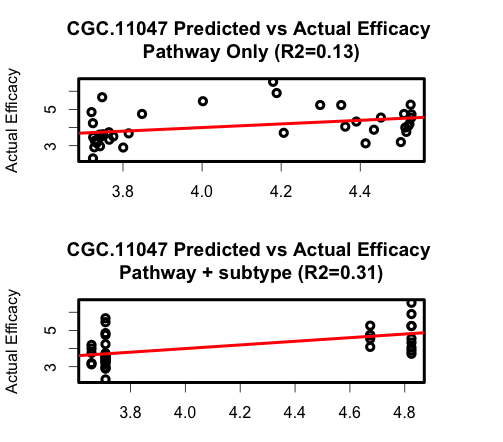 CGC.11047 Predicted vs Actual Efficacy
Pathway Only (R2=0.13)
Actual Efficacy
5
3
3.8 4.0 4.2 4.4
CGC.11047 Predicted vs Actual Efficacy
Pathway + subtype (R2=0.31)
Actual Efficacy
5
3
3.8 4.0 4.2 4.4 4.6 4.8